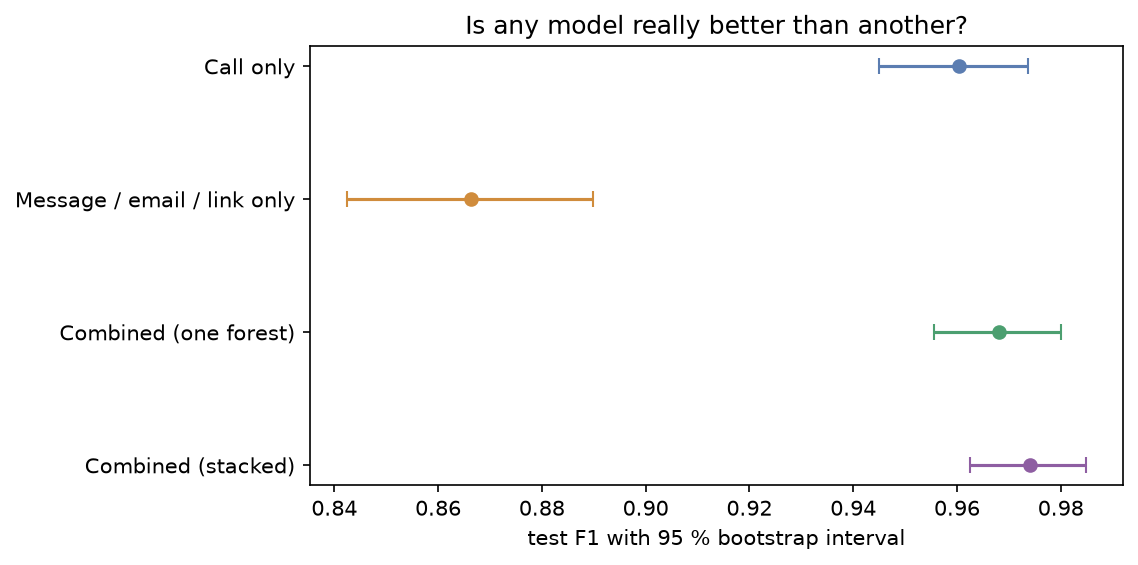 Is any model really better than another?
Call only
Message / email / link only
Combined (one forest)
Combined (stacked)
0.84 0.86 0.88 0.90 0.92 0.94 0.96 0.98
test F1 with 95 % bootstrap interval